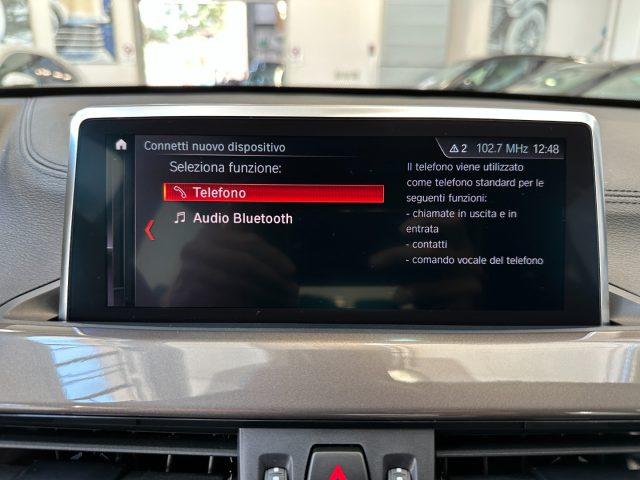 Connetti nuovo dispositivo
2 102.7 MHz 12:48
Seleziona funzione:
Telefono
Audio Bluetooth
Il telefono viene utilizzato
come telefono standard per le
seguenti funzioni:
- chiamate in uscita e in
entrata
- contatti
- comando vocale del telefono